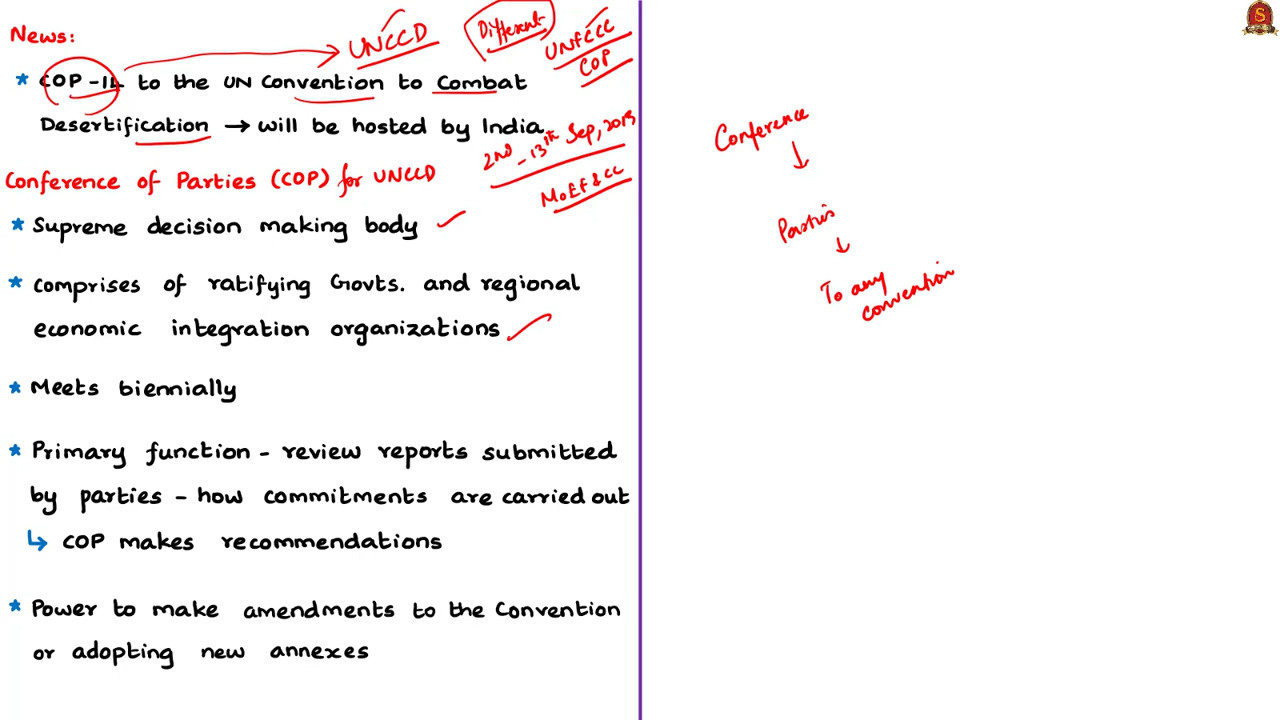 News:
UNCCD
Different
UNFCCC
COP
* COP-14 to the UN Convention to Combat
Desertification → will be hosted by India.
2nd - 13th Sep, 2019
MoEF & CC
Conference of Parties (COP) for UNCCD
* Supreme decision making body
* comprises of ratifying Govts. and regional
economic integration organizations
* Meets biennially
* Primary function - review reports submitted
by parties - how commitments are carried out
↳ COP makes recommendations
* Power to make amendments to the Convention
or adopting new annexes
Conference
↓
Parties
↓
To any
convention
S